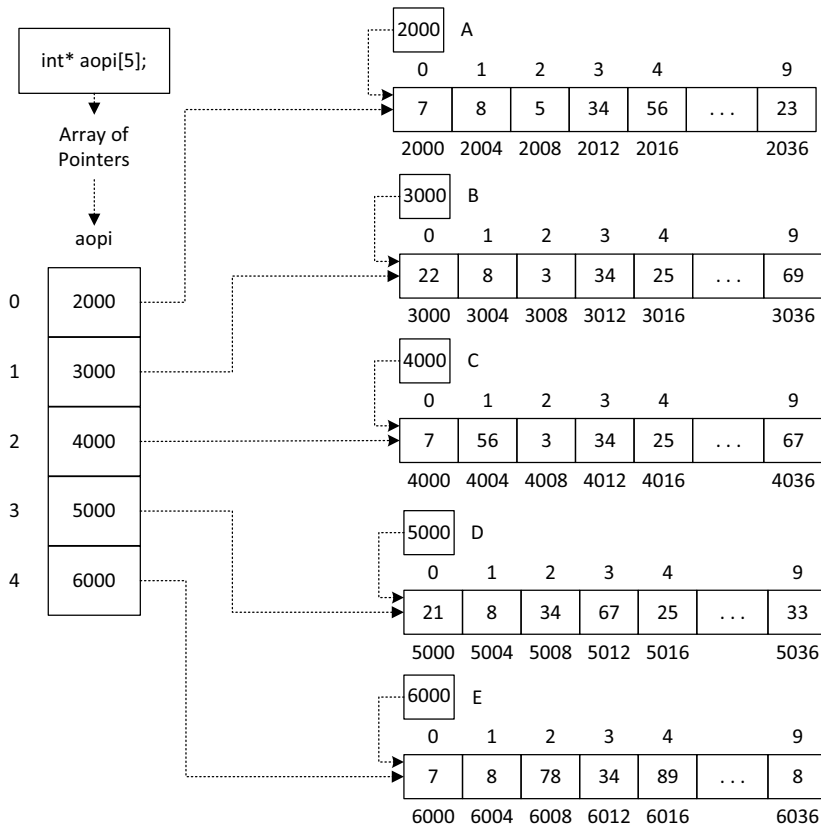 int* aopi[5];
Array of
Pointers
aopi
0 2000
1 3000
2 4000
3 5000
4 6000
2000 A
0 1 2 3 4 9
7 8 5 34 56 . . . 23
2000 2004 2008 2012 2016 2036
3000 B
0 1 2 3 4 9
22 8 3 34 25 . . . 69
3000 3004 3008 3012 3016 3036
4000 C
0 1 2 3 4 9
7 56 3 34 25 . . . 67
4000 4004 4008 4012 4016 4036
5000 D
0 1 2 3 4 9
21 8 34 67 25 . . . 33
5000 5004 5008 5012 5016 5036
6000 E
0 1 2 3 4 9
7 8 78 34 89 . . . 8
6000 6004 6008 6012 6016 6036